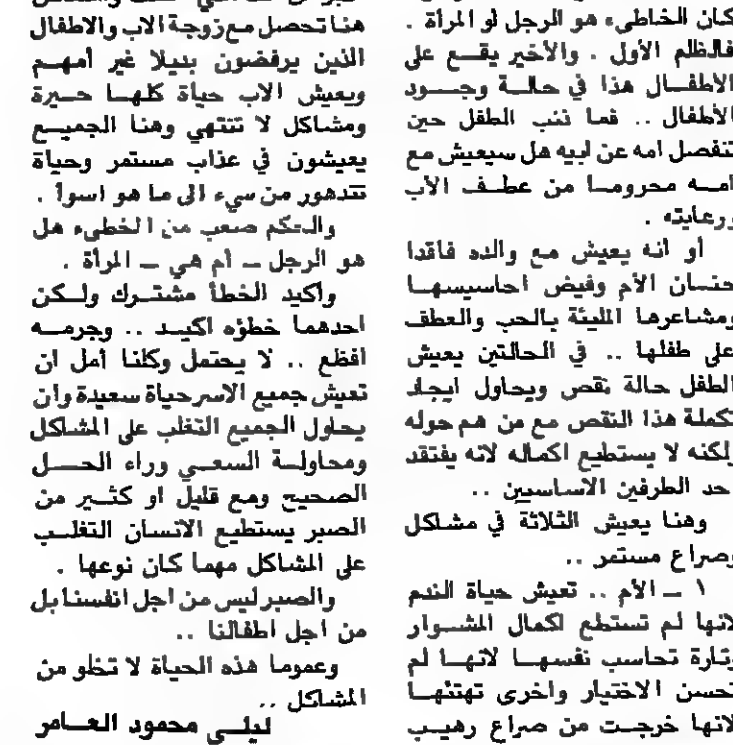 كان الخاطىء هو الرجل لو المرأة .
فالظلم الأول . والأخير يقع على
الاطفال هذا في حالة وجود
الأطفال .. فما ذنب الطفل حين
تنفصل امه عن ابيه هل سيعيش مع
امه محروما من عطف الأب
ورعايته .
أو انه يعيش مع والده فاقدا
حنان الأم وفيض احاسيسها
ومشاعرها المليئة بالحب والعطف
على طفلها .. في الحالتين يعيش
الطفل حالة نقص ويحاول ايجاد
تكملة هذا النقص مع من هم حوله
ولكنه لا يستطيع اكماله لانه يفتقد
احد الطرفين الاساسيين ..
وهنا يعيش الثلاثة في مشاكل
وصراع مستمر ..
١ ــ الأم .. تعيش حياة الندم
لانها لم تستطع اكمال المشوار
وتارة تحاسب نفسها لانها لم
تحسن الاختيار واخرى تهنئها
لانها خرجت من صراع رهيب
هنا تحصل مع زوجة الاب والاطفال
الذين يرفضون بديلا غير أمهم
ويعيش الاب حياة كلها حيرة
ومشاكل لا تنتهي وهنا الجميع
يعيشون في عذاب مستمر وحياة
تتدهور من سيء الى ما هو اسوأ .
والحكم صعب من الخطىء هل
هو الرجل ــ أم هي ــ المرأة .
واكيد الخطأ مشترك ولكن
احدهما خطؤه اكيد .. وجرمه
افظع .. لا يحتمل وكلنا أمل ان
تعيش جميع الاسر حياة سعيدة وان
يحاول الجميع التغلب على المشاكل
ومحاولة السعي وراء الحل
الصحيح ومع قليل او كثير من
الصبر يستطيع الانسان التغلب
على المشاكل مهما كان نوعها .
والصبر ليس من اجل انفسنا بل
من اجل اطفالنا ..
وعموما هذه الحياة لا تخلو من
المشاكل ..
ليلى محمود العامر